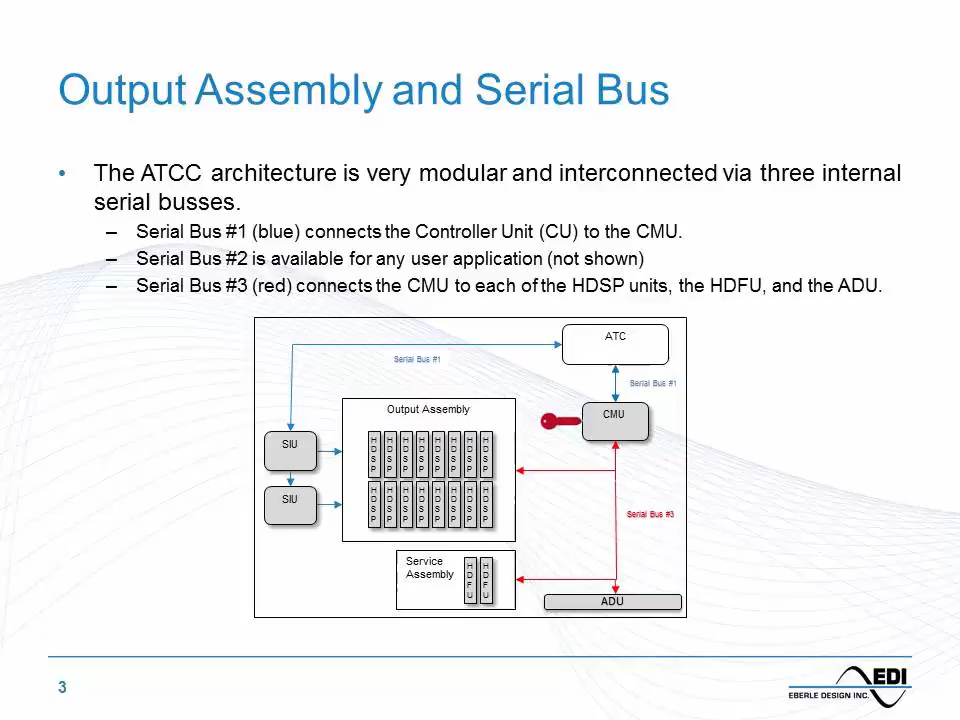 Output Assembly and Serial Bus
• The ATCC architecture is very modular and interconnected via three internal
serial busses.
– Serial Bus #1 (blue) connects the Controller Unit (CU) to the CMU.
– Serial Bus #2 is available for any user application (not shown)
– Serial Bus #3 (red) connects the CMU to each of the HDSP units, the HDFU, and the ADU.
ATC
Serial Bus #1
Serial Bus #1
Output Assembly
CMU
SIU
HDSP HDSP HDSP HDSP HDSP HDSP HDSP HDSP
SIU
HDSP HDSP HDSP HDSP HDSP HDSP HDSP HDSP
Serial Bus #3
Service
Assembly
HDFU HDFU
ADU
3
EDI
EBERLE DESIGN INC.